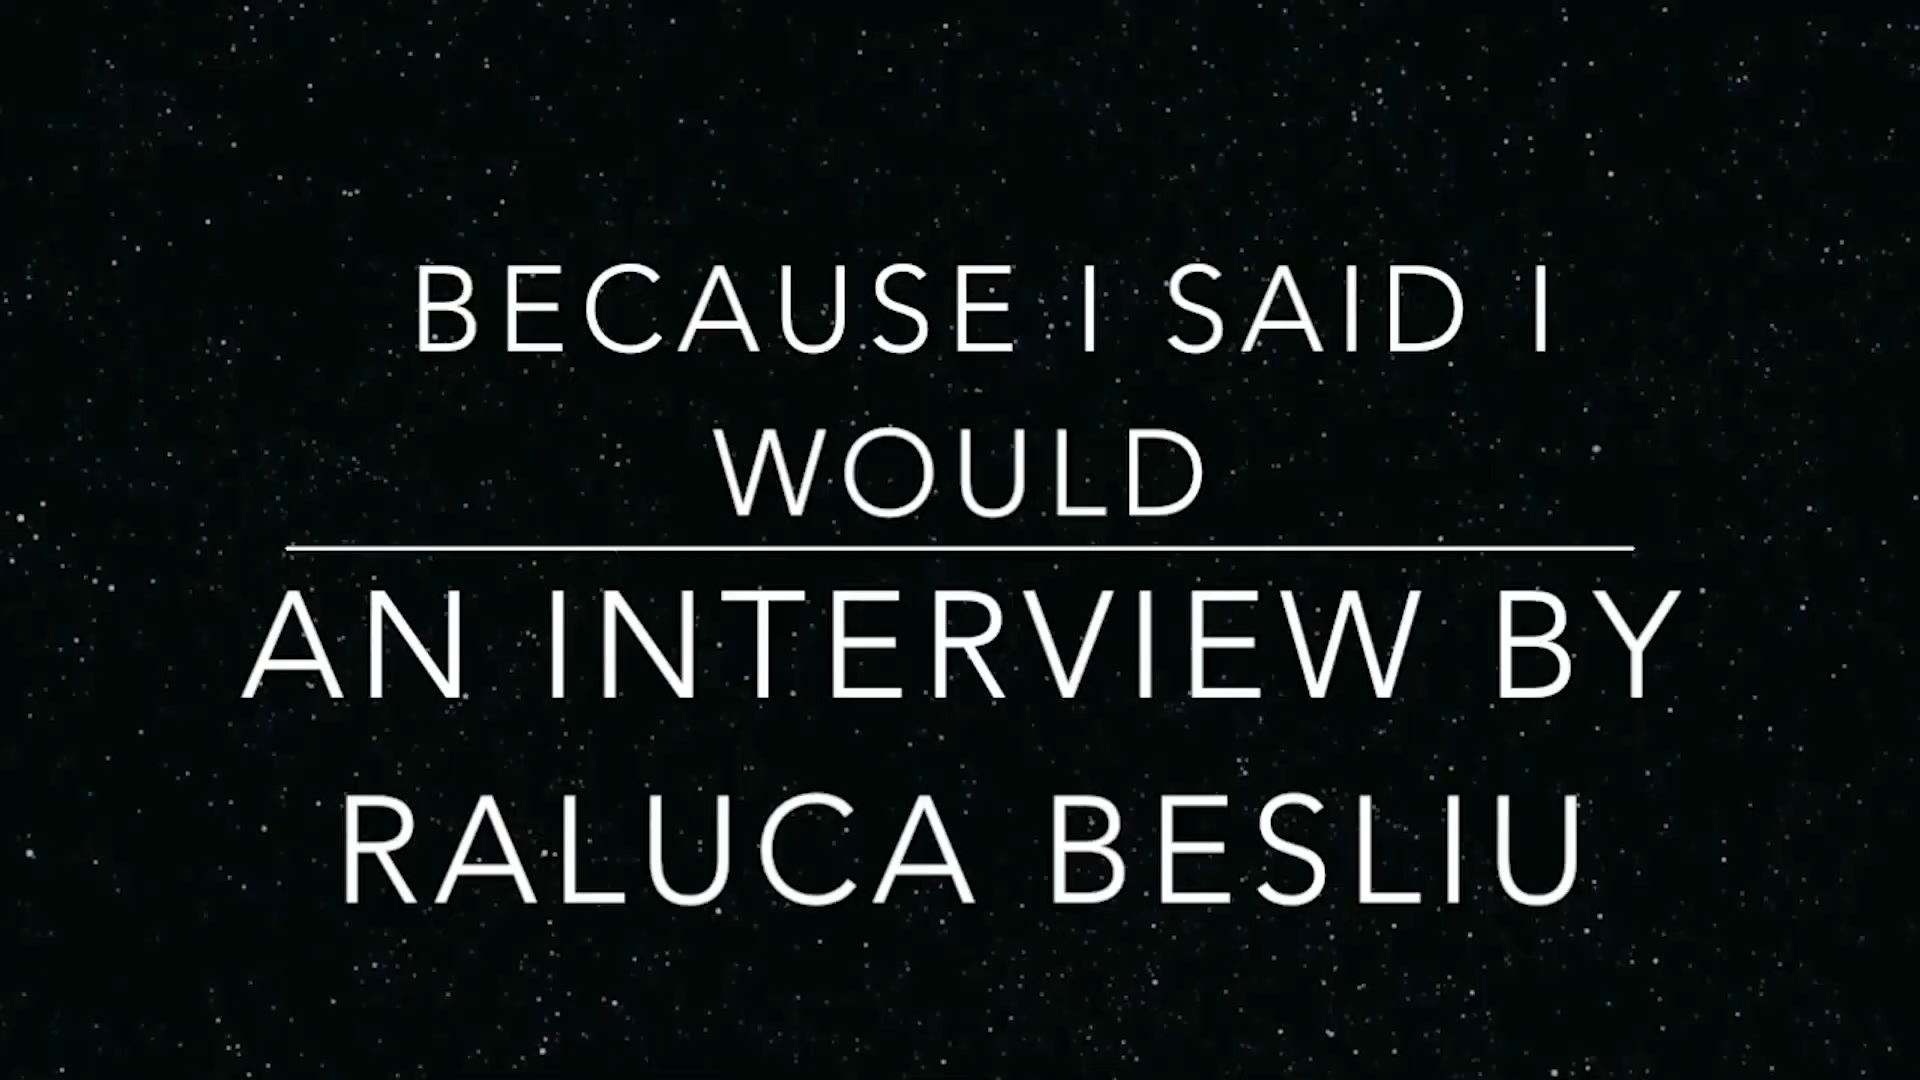 BECAUSE I SAID I
WOULD
AN INTERVIEW BY
RALUCA BESLIU